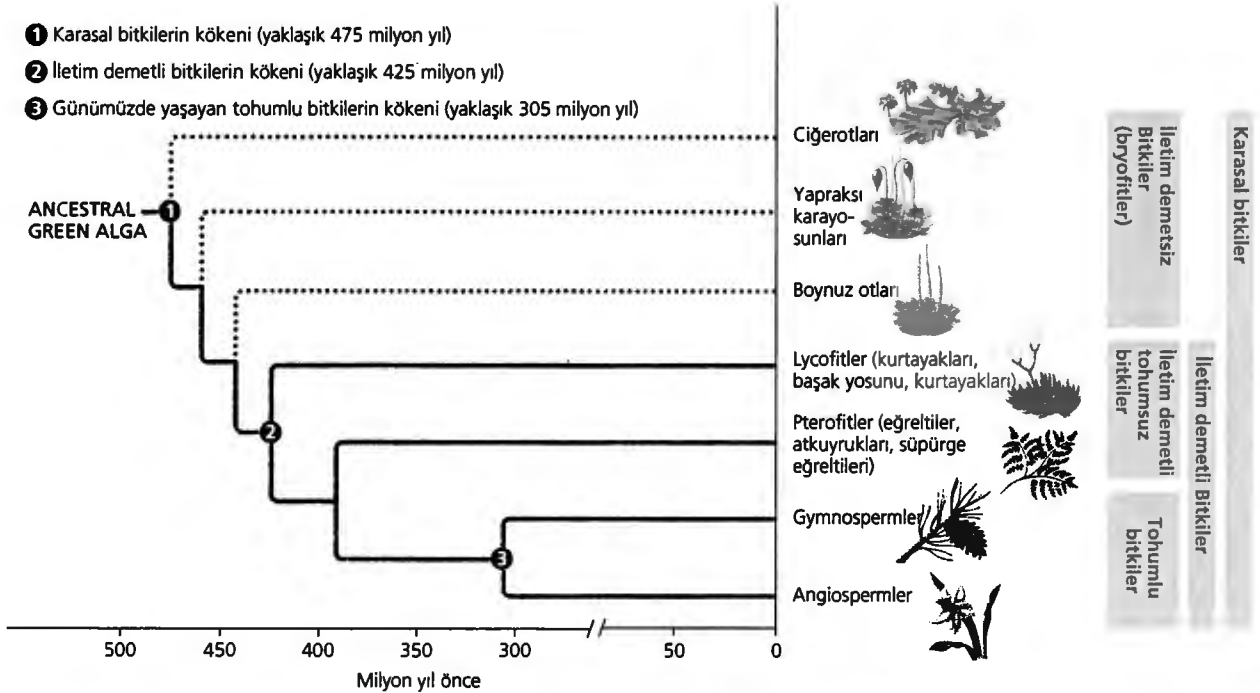 1 Karasal bitkilerin kökeni (yaklaşık 475 milyon yıl)
2 İletim demetli bitkilerin kökeni (yaklaşık 425 milyon yıl)
3 Günümüzde yaşayan tohumlu bitkilerin kökeni (yaklaşık 305 milyon yıl)
ANCESTRAL
GREEN ALGA
1
2
3
Ciğerotları
Yapraksı
karayo-
sunları
Boynuz otları
Lycofitler (kurtayakları,
başak yosunu, kurtayakları)
Pterofitler (eğreltiler,
atkuyrukları, süpürge
eğreltileri)
Gymnospermler
Angiospermler
İletim demetsiz
Bitkiler
(bryofitler)
İletim demetli
tohumsuz
bitkiler
Tohumlu
bitkiler
İletim demetli Bitkiler
Karasal bitkiler
500 450 400 350 300 50 0
Milyon yıl önce